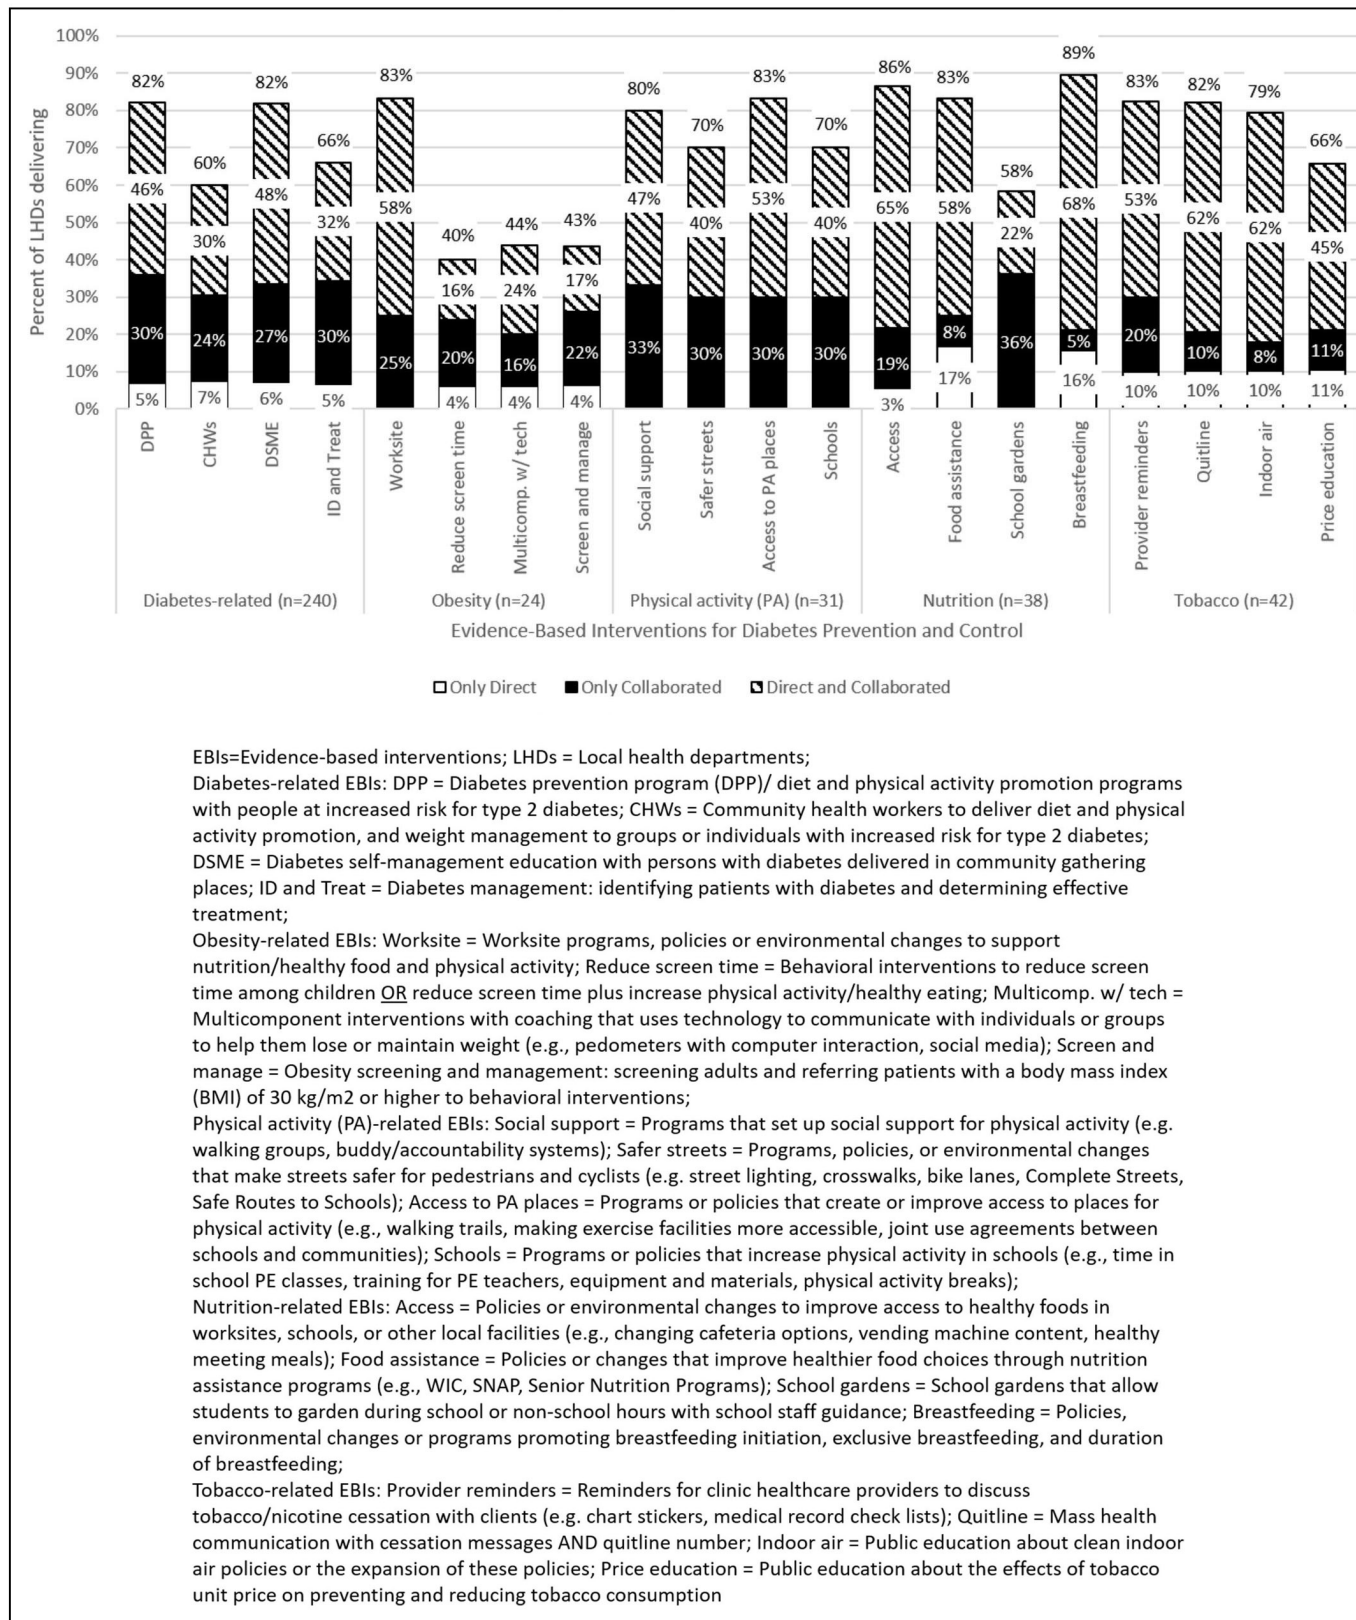 100%
90%
80%
70%
60%
50%
40%
30%
20%
10%
0%
Percent of LHDs delivering
82%
46%
30%
5%
60%
30%
24%
7%
82%
48%
27%
6%
66%
32%
30%
5%
83%
58%
25%
40%
16%
20%
4%
44%
24%
16%
4%
43%
17%
22%
4%
80%
47%
33%
70%
40%
30%
83%
53%
30%
70%
40%
30%
86%
65%
19%
3%
83%
58%
8%
17%
58%
22%
36%
89%
68%
5%
16%
83%
53%
20%
10%
82%
62%
10%
10%
79%
62%
8%
10%
66%
45%
11%
11%
DPP
CHWs
DSME
ID and Treat
Worksite
Reduce screen time
Multicomp. w/ tech
Screen and manage
Social support
Safer streets
Access to PA places
Schools
Access
Food assistance
School gardens
Breastfeeding
Provider reminders
Quitline
Indoor air
Price education
Diabetes-related (n=240)
Obesity (n=24)
Physical activity (PA) (n=31)
Nutrition (n=38)
Tobacco (n=42)
Evidence-Based Interventions for Diabetes Prevention and Control
Only Direct
Only Collaborated
Direct and Collaborated
EBIs=Evidence-based interventions; LHDs = Local health departments;
Diabetes-related EBIs: DPP = Diabetes prevention program (DPP)/ diet and physical activity promotion programs
with people at increased risk for type 2 diabetes; CHWs = Community health workers to deliver diet and physical
activity promotion, and weight management to groups or individuals with increased risk for type 2 diabetes;
DSME = Diabetes self-management education with persons with diabetes delivered in community gathering
places; ID and Treat = Diabetes management: identifying patients with diabetes and determining effective
treatment;
Obesity-related EBIs: Worksite = Worksite programs, policies or environmental changes to support
nutrition/healthy food and physical activity; Reduce screen time = Behavioral interventions to reduce screen
time among children OR reduce screen time plus increase physical activity/healthy eating; Multicomp. w/ tech =
Multicomponent interventions with coaching that uses technology to communicate with individuals or groups
to help them lose or maintain weight (e.g., pedometers with computer interaction, social media); Screen and
manage = Obesity screening and management: screening adults and referring patients with a body mass index
(BMI) of 30 kg/m2 or higher to behavioral interventions;
Physical activity (PA)-related EBIs: Social support = Programs that set up social support for physical activity (e.g.
walking groups, buddy/accountability systems); Safer streets = Programs, policies, or environmental changes
that make streets safer for pedestrians and cyclists (e.g. street lighting, crosswalks, bike lanes, Complete Streets,
Safe Routes to Schools); Access to PA places = Programs or policies that create or improve access to places for
physical activity (e.g., walking trails, making exercise facilities more accessible, joint use agreements between
schools and communities); Schools = Programs or policies that increase physical activity in schools (e.g., time in
school PE classes, training for PE teachers, equipment and materials, physical activity breaks);
Nutrition-related EBIs: Access = Policies or environmental changes to improve access to healthy foods in
worksites, schools, or other local facilities (e.g., changing cafeteria options, vending machine content, healthy
meeting meals); Food assistance = Policies or changes that improve healthier food choices through nutrition
assistance programs (e.g., WIC, SNAP, Senior Nutrition Programs); School gardens = School gardens that allow
students to garden during school or non-school hours with school staff guidance; Breastfeeding = Policies,
environmental changes or programs promoting breastfeeding initiation, exclusive breastfeeding, and duration
of breastfeeding;
Tobacco-related EBIs: Provider reminders = Reminders for clinic healthcare providers to discuss
tobacco/nicotine cessation with clients (e.g. chart stickers, medical record check lists); Quitline = Mass health
communication with cessation messages AND quitline number; Indoor air = Public education about clean indoor
air policies or the expansion of these policies; Price education = Public education about the effects of tobacco
unit price on preventing and reducing tobacco consumption